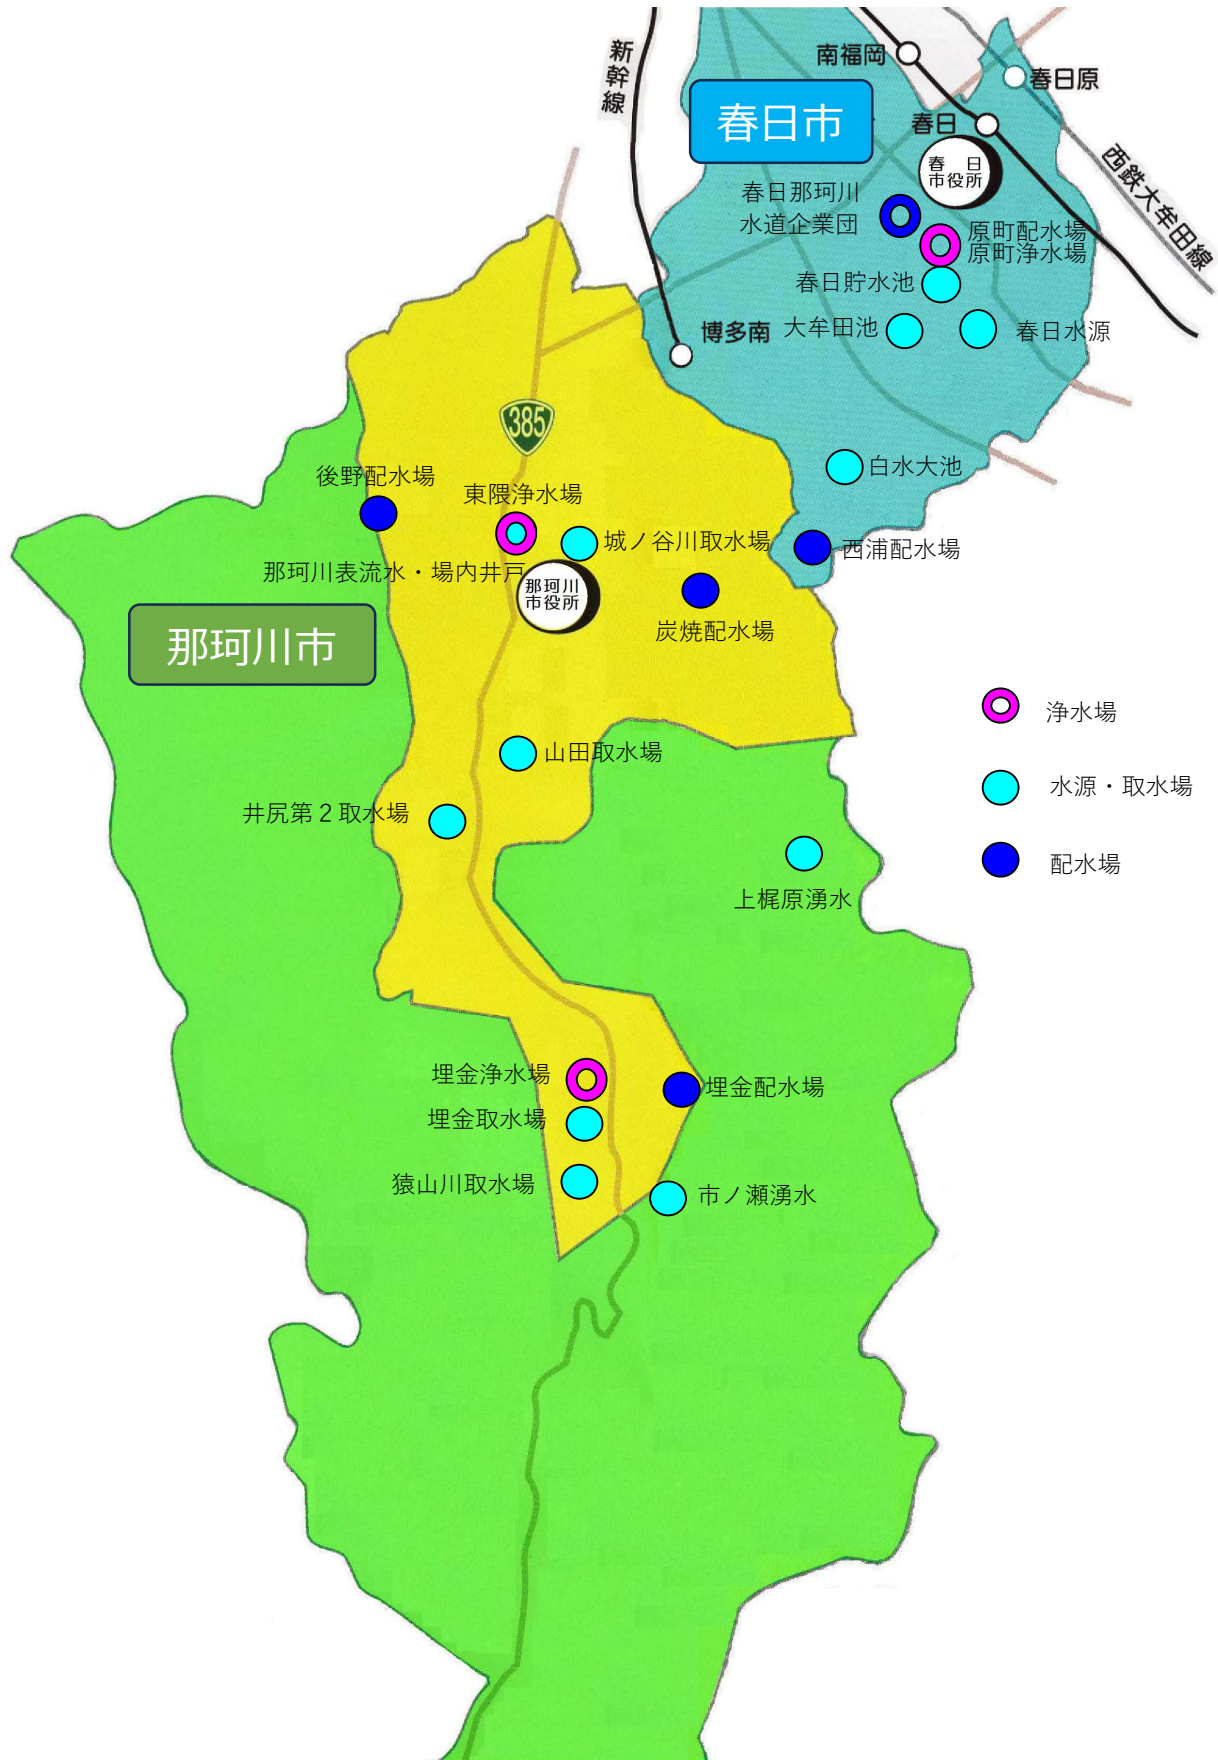 新幹線
南福岡
春日原
春日市
春日
春　日
市役所
西鉄大牟田線
春日那珂川
水道企業団
原町配水場
原町浄水場
春日貯水池
大牟田池
春日水源
博多南
385
白水大池
後野配水場
東隈浄水場
城ノ谷川取水場
西浦配水場
那珂川表流水・場内井戸
那珂川
市役所
炭焼配水場
那珂川市
浄水場
山田取水場
水源・取水場
井尻第２取水場
配水場
上梶原湧水
埋金浄水場
埋金配水場
埋金取水場
猿山川取水場
市ノ瀬湧水